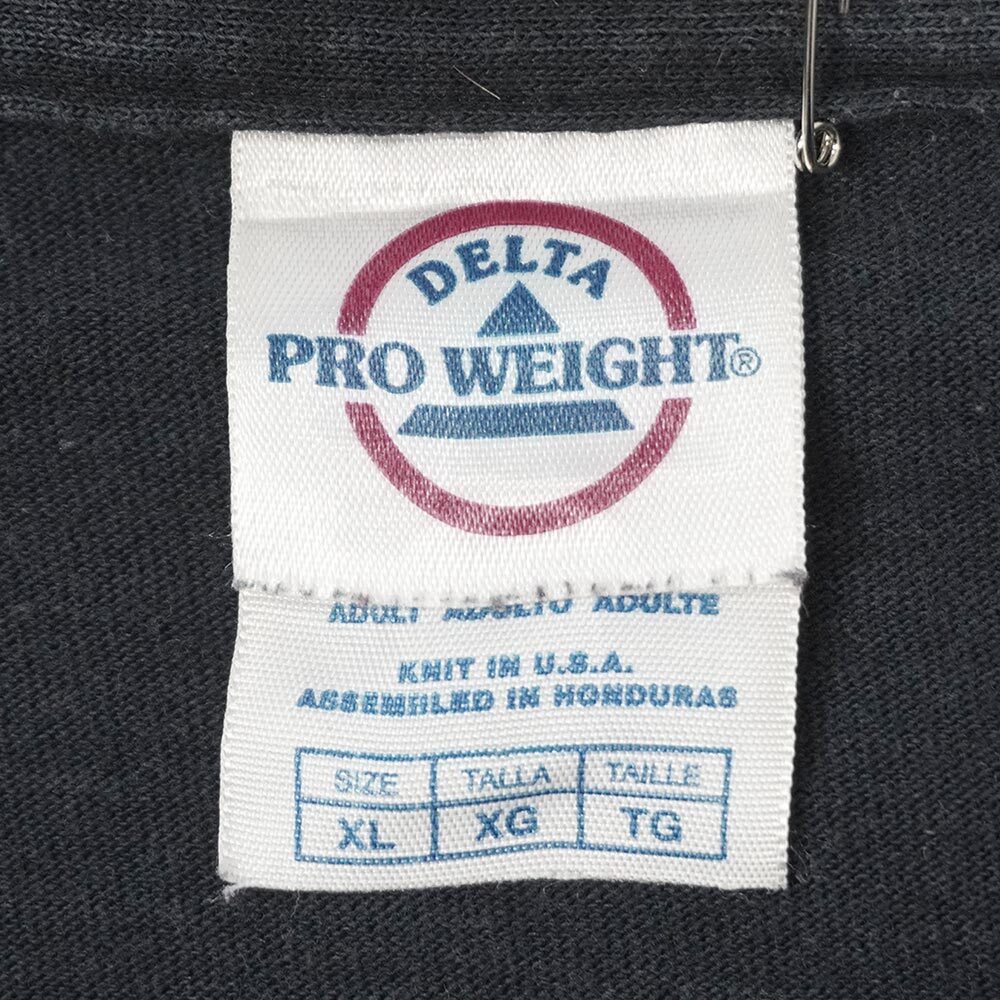 DELTA
PRO WEIGHT®
ADULT ADULTO ADULTE
KNIT IN U.S.A.
ASSEMBLED IN HONDURAS
SIZE TALLA TAILLE
XL XG TG